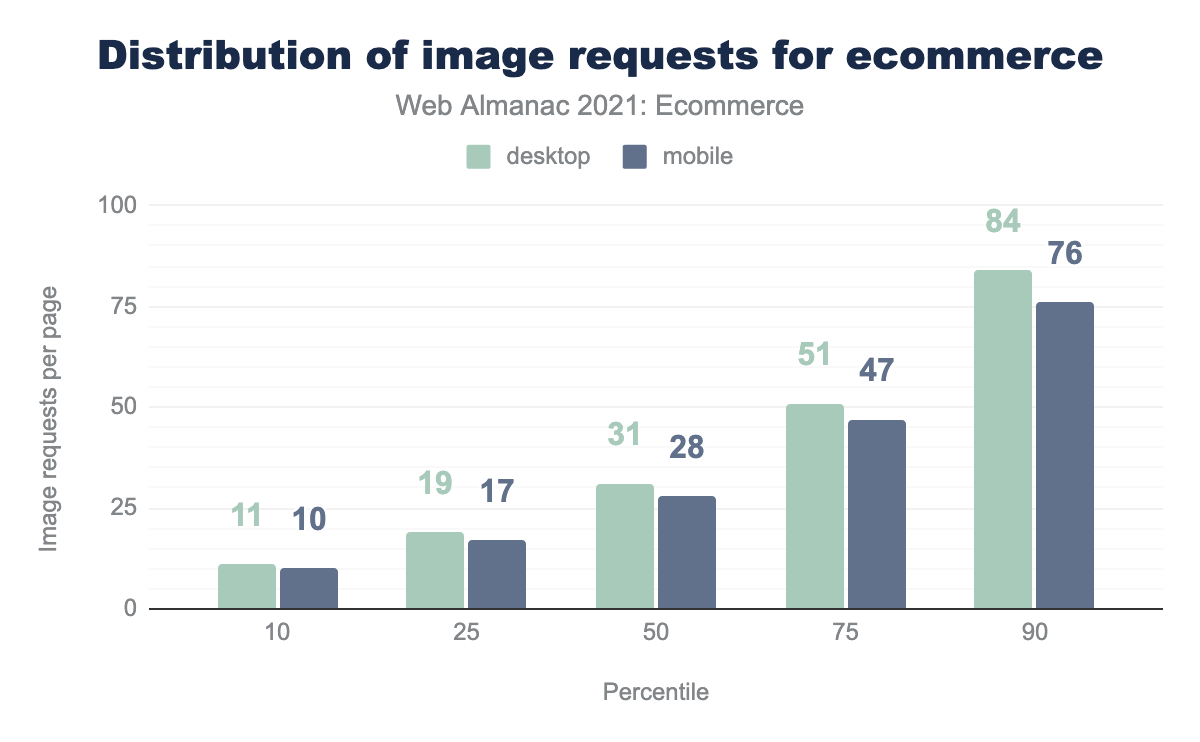 Distribution of image requests for ecommerce
Web Almanac 2021: Ecommerce
desktop mobile
Image requests per page
100
75
50
25
0
11 10
19 17
31 28
51 47
84 76
10 25 50 75 90
Percentile